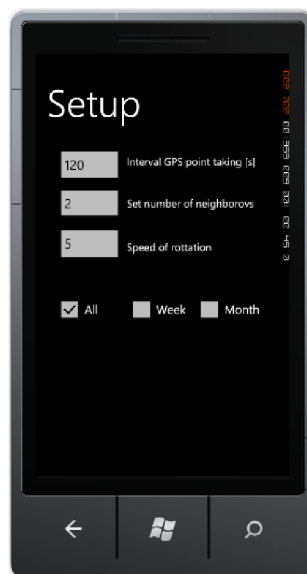 Setup
120 Interval GPS point taking [s]
2 Set number of neighborovs
5 Speed of rottation
All Week Month